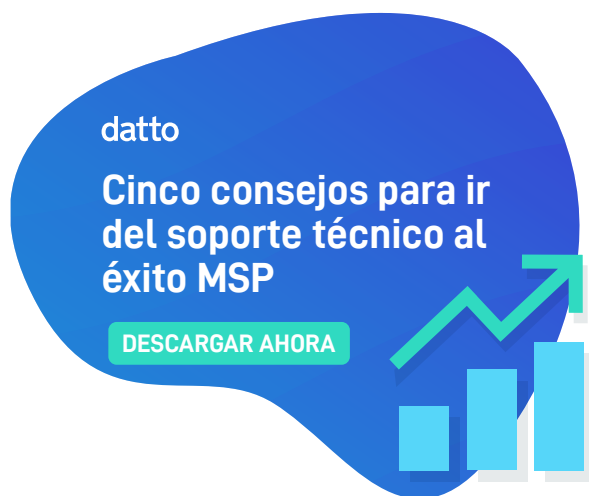 datto
Cinco consejos para ir
del soporte técnico al
éxito MSP
DESCARGAR AHORA